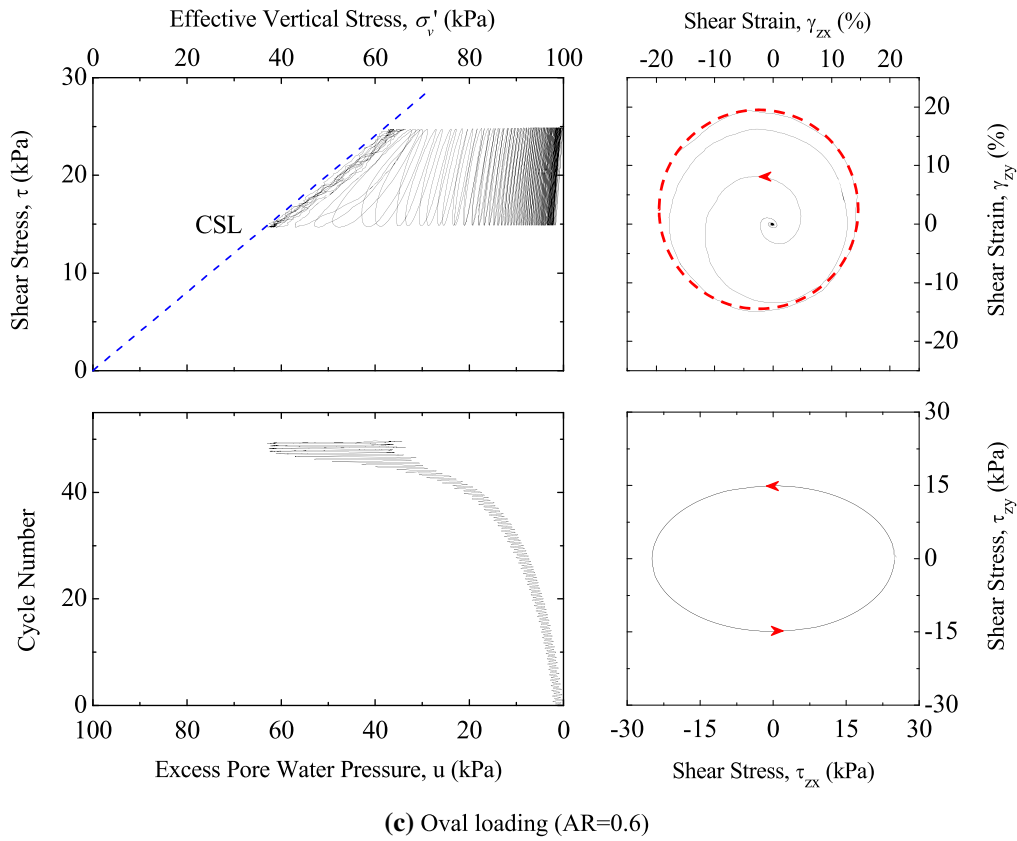 Effective Vertical Stress, σv' (kPa)
0 20 40 60 80 100
30
20
10
0
Shear Stress, τ (kPa)
CSL
Shear Strain, γzx (%)
-20 -10 0 10 20
20
10
0
-10
-20
Shear Strain, γzy (%)
40
20
0
Cycle Number
100 80 60 40 20 0
Excess Pore Water Pressure, u (kPa)
30
15
0
-15
-30
Shear Stress, τzy (kPa)
-30 -15 0 15 30
Shear Stress, τzx (kPa)
(c) Oval loading (AR=0.6)